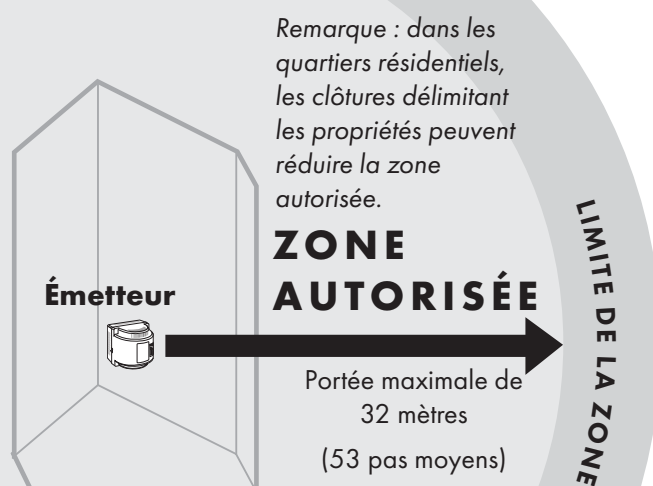 Remarque : dans les
quartiers résidentiels,
les clôtures délimitant
les propriétés peuvent
réduire la zone
autorisée.
ZONE
AUTORISÉE
Émetteur
Portée maximale de
32 mètres
(53 pas moyens)
LIMITE DE LA ZONE